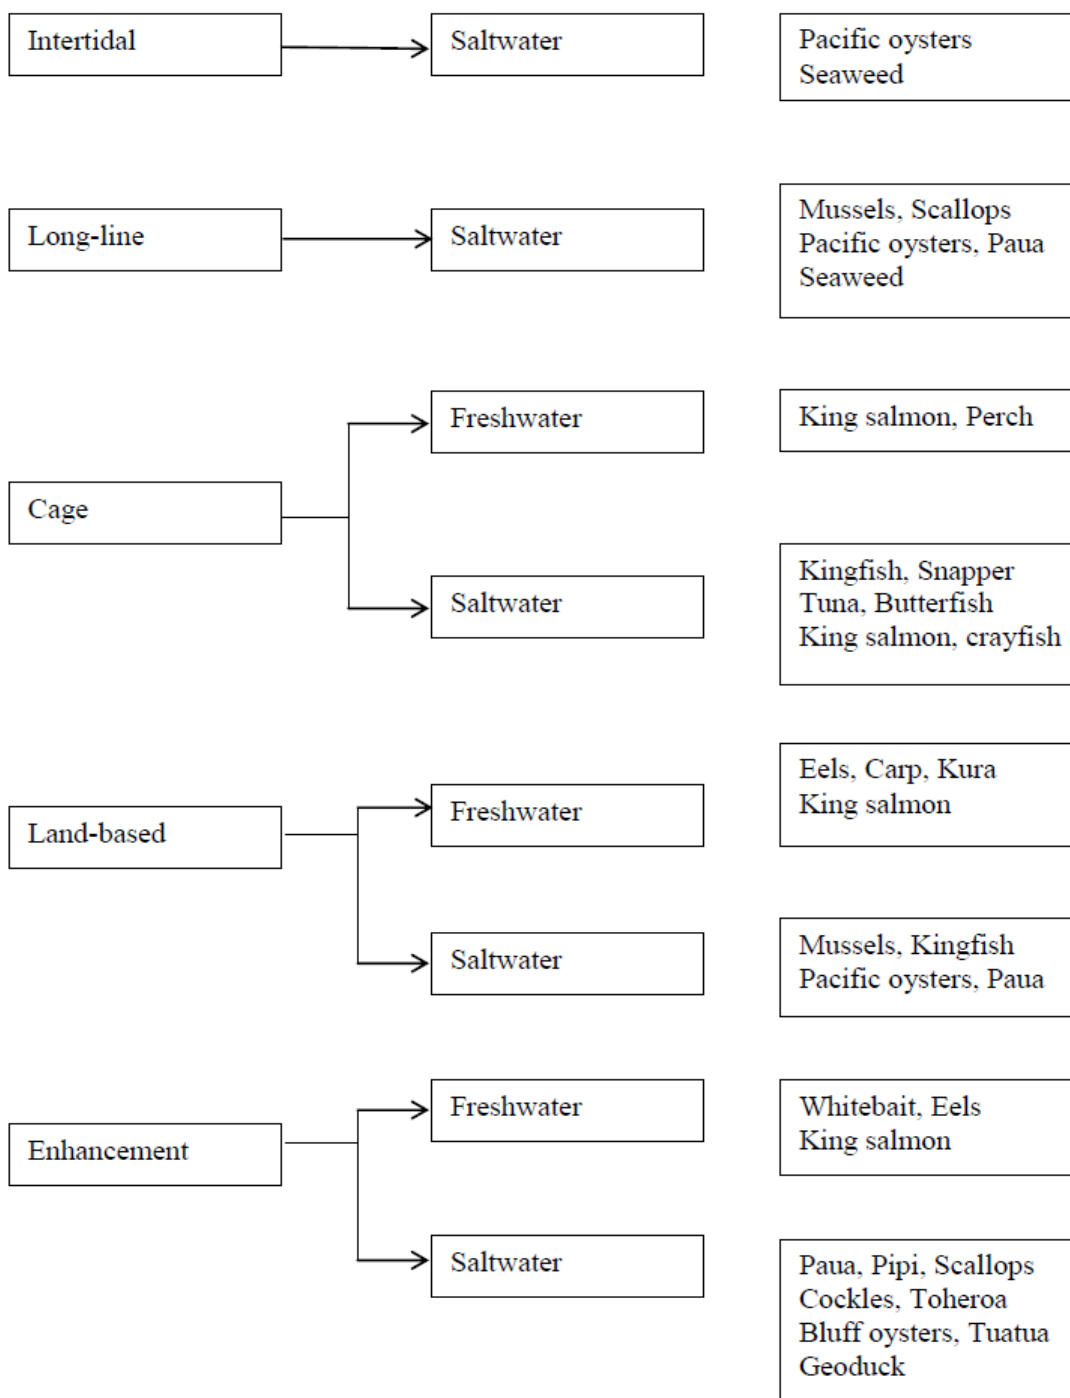 Intertidal
Saltwater
Pacific oysters
Seaweed
Long-line
Saltwater
Mussels, Scallops
Pacific oysters, Paua
Seaweed
Cage
Freshwater
King salmon, Perch
Saltwater
Kingfish, Snapper
Tuna, Butterfish
King salmon, crayfish
Land-based
Freshwater
Eels, Carp, Kura
King salmon
Saltwater
Mussels, Kingfish
Pacific oysters, Paua
Enhancement
Freshwater
Whitebait, Eels
King salmon
Saltwater
Paua, Pipi, Scallops
Cockles, Toheroa
Bluff oysters, Tuatua
Geoduck